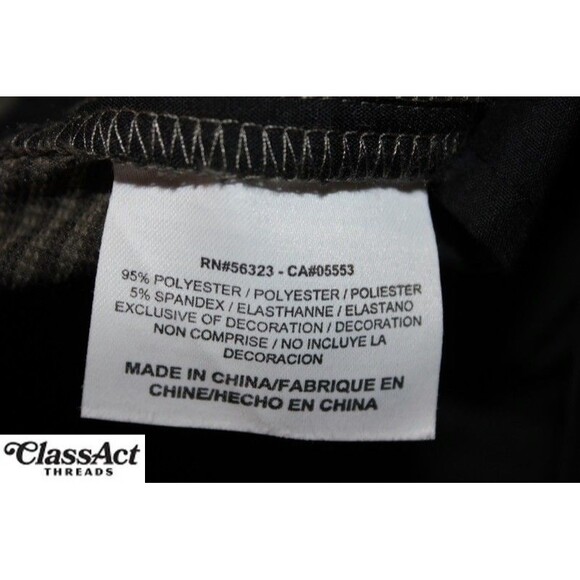 RN#56323 - CA#05553
95% POLYESTER / POLYESTER / POLIESTER
5% SPANDEX / ELASTHANNE / ELASTANO
EXCLUSIVE OF DECORATION / DECORATION
NON COMPRISE / NO INCLUYE LA
DECORACION
MADE IN CHINA/FABRIQUE EN
CHINE/HECHO EN CHINA
ClassAct
THREADS